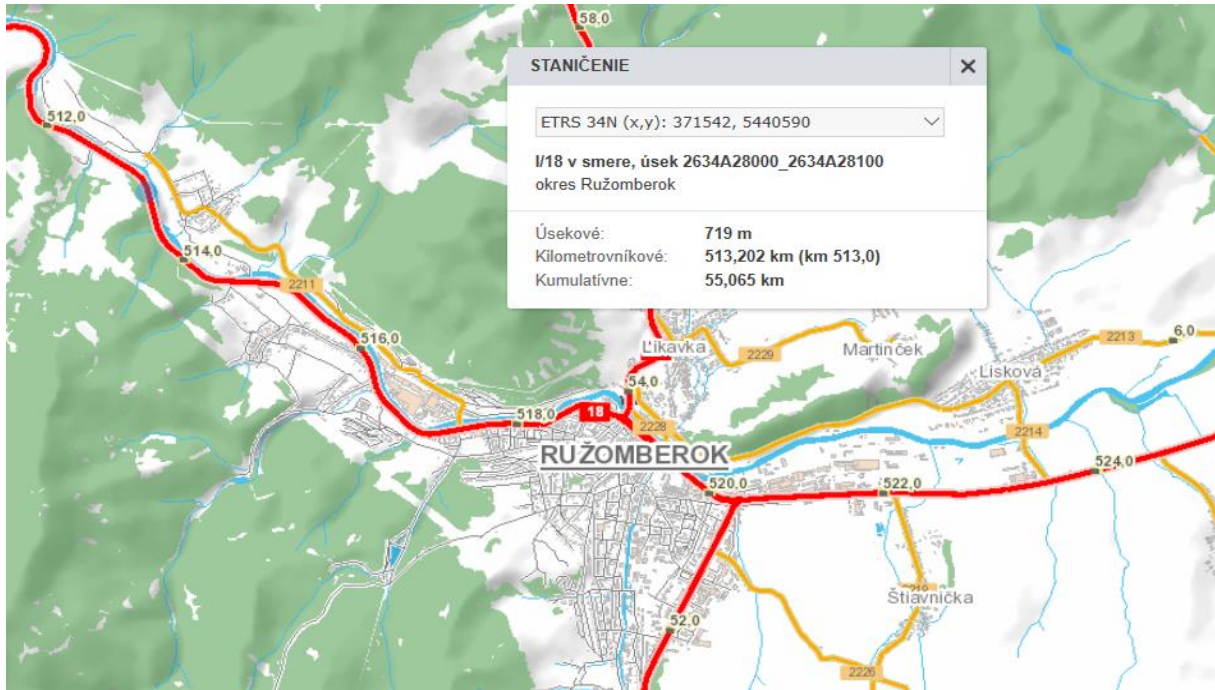 58,0
STANIČENIE
ETRS 34N (x,y): 371542, 5440590
I/18 v smere, úsek 2634A28000_2634A28100
okres Ružomberok
Úsekové: 719 m
Kilometrovníkové: 513,202 km (km 513,0)
Kumulatívne: 55,065 km
512,0
514,0
2211
516,0
Ľikavka
2229
Martinček
2213
6,0
Lisková
54,0
518,0
18
2228
2214
RUŽOMBEROK
524,0
520,0
522,0
Štiavnička
52,0
2226